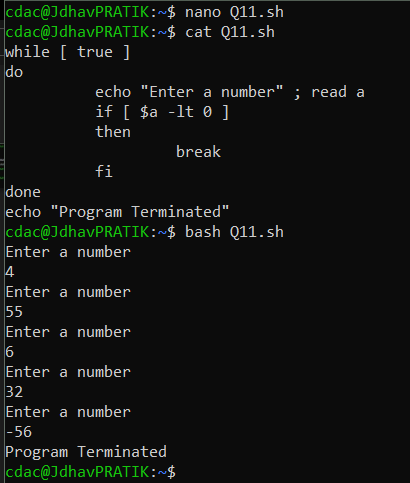 cdac@JdhavPRATIK:~$ nano Q11.sh
cdac@JdhavPRATIK:~$ cat Q11.sh
while [ true ]
do
        echo "Enter a number" ; read a
        if [ $a -lt 0 ]
        then
                break
        fi
done
echo "Program Terminated"
cdac@JdhavPRATIK:~$ bash Q11.sh
Enter a number
4
Enter a number
55
Enter a number
6
Enter a number
32
Enter a number
-56
Program Terminated
cdac@JdhavPRATIK:~$